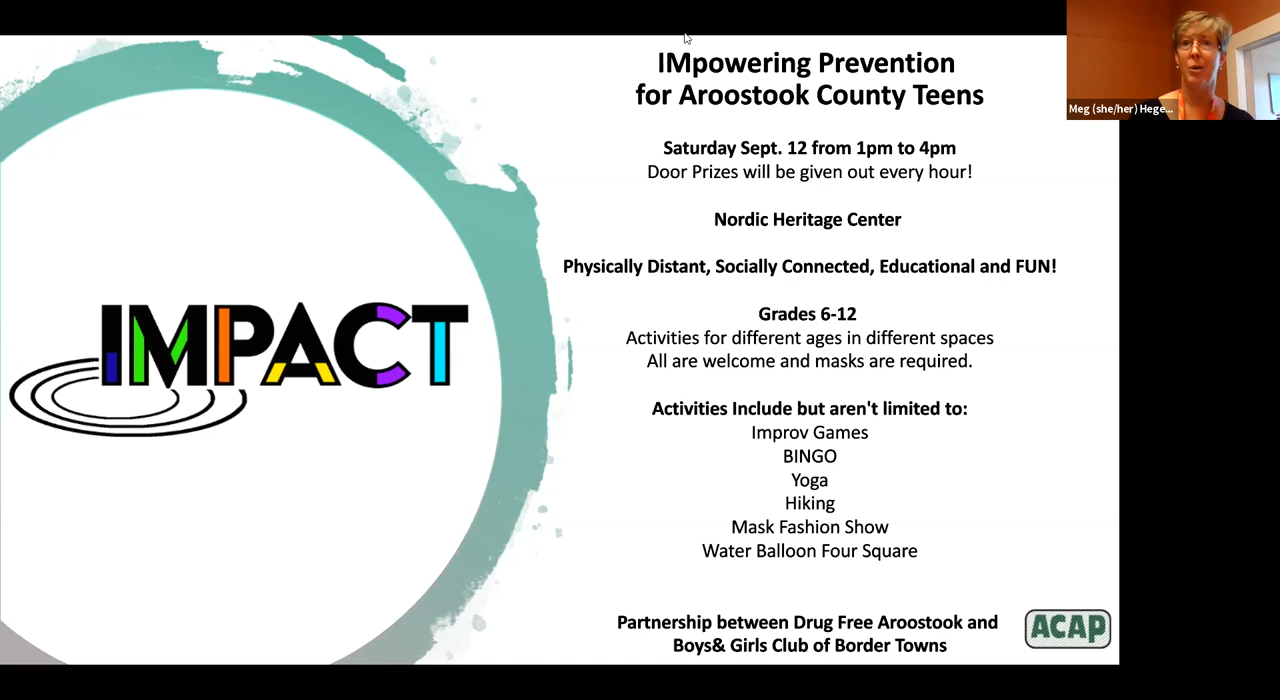 IMpowering Prevention
for Aroostook County Teens
Meg (she/her) Hege...
Saturday Sept. 12 from 1pm to 4pm
Door Prizes will be given out every hour!
Nordic Heritage Center
Physically Distant, Socially Connected, Educational and FUN!
Grades 6-12
Activities for different ages in different spaces
All are welcome and masks are required.
IMPACT
Activities Include but aren't limited to:
Improv Games
BINGO
Yoga
Hiking
Mask Fashion Show
Water Balloon Four Square
Partnership between Drug Free Aroostook and
Boys& Girls Club of Border Towns
ACAP